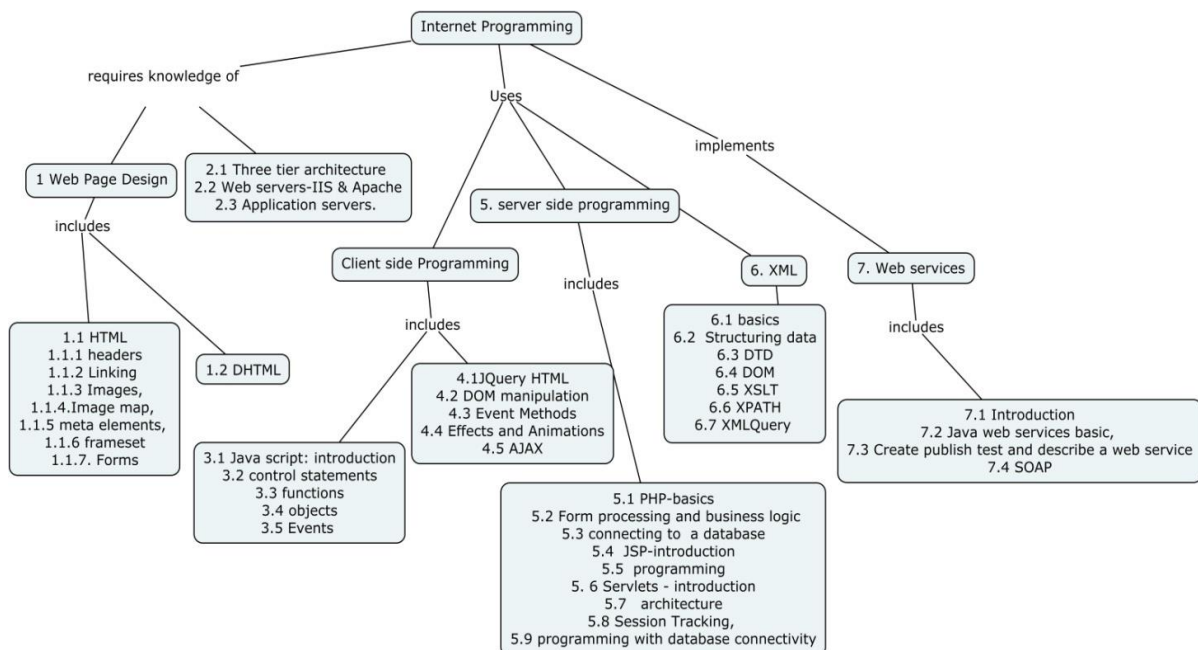 Internet Programming
requires knowledge of
Uses
implements
1 Web Page Design
2.1 Three tier architecture
2.2 Web servers-IIS & Apache
2.3 Application servers.
5. server side programming
includes
Client side Programming
6. XML
7. Web services
includes
includes
includes
1.1 HTML
1.1.1 headers
1.1.2 Linking
1.1.3 Images,
1.1.4.Image map,
1.1.5 meta elements,
1.1.6 frameset
1.1.7. Forms
1.2 DHTML
4.1JQuery HTML
4.2 DOM manipulation
4.3 Event Methods
4.4 Effects and Animations
4.5 AJAX
6.1 basics
6.2 Structuring data
6.3 DTD
6.4 DOM
6.5 XSLT
6.6 XPATH
6.7 XMLQuery
7.1 Introduction
7.2 Java web services basic,
7.3 Create publish test and describe a web service
7.4 SOAP
3.1 Java script: introduction
3.2 control statements
3.3 functions
3.4 objects
3.5 Events
5.1 PHP-basics
5.2 Form processing and business logic
5.3 connecting to a database
5.4 JSP-introduction
5.5 programming
5. 6 Servlets - introduction
5.7 architecture
5.8 Session Tracking,
5.9 programming with database connectivity